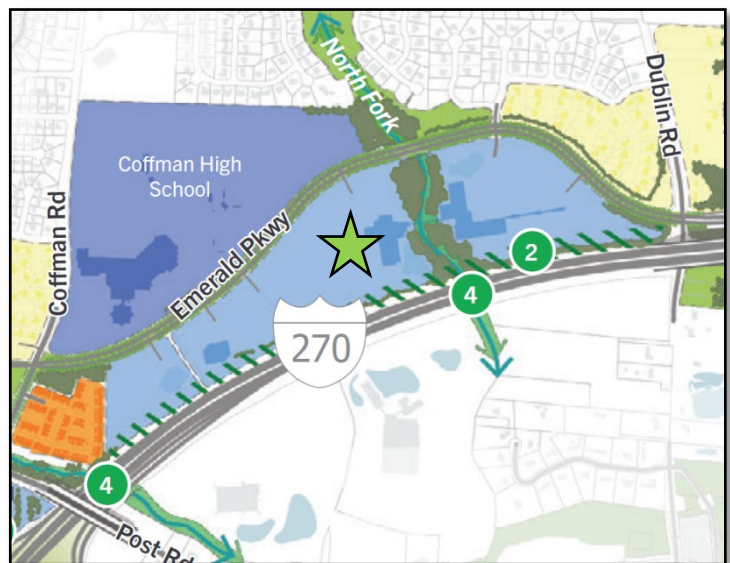 North Fork
Dublin Rd
Coffman High
School
Coffman Rd
Emerald Pkwy
2
4
270
4
Post Rd